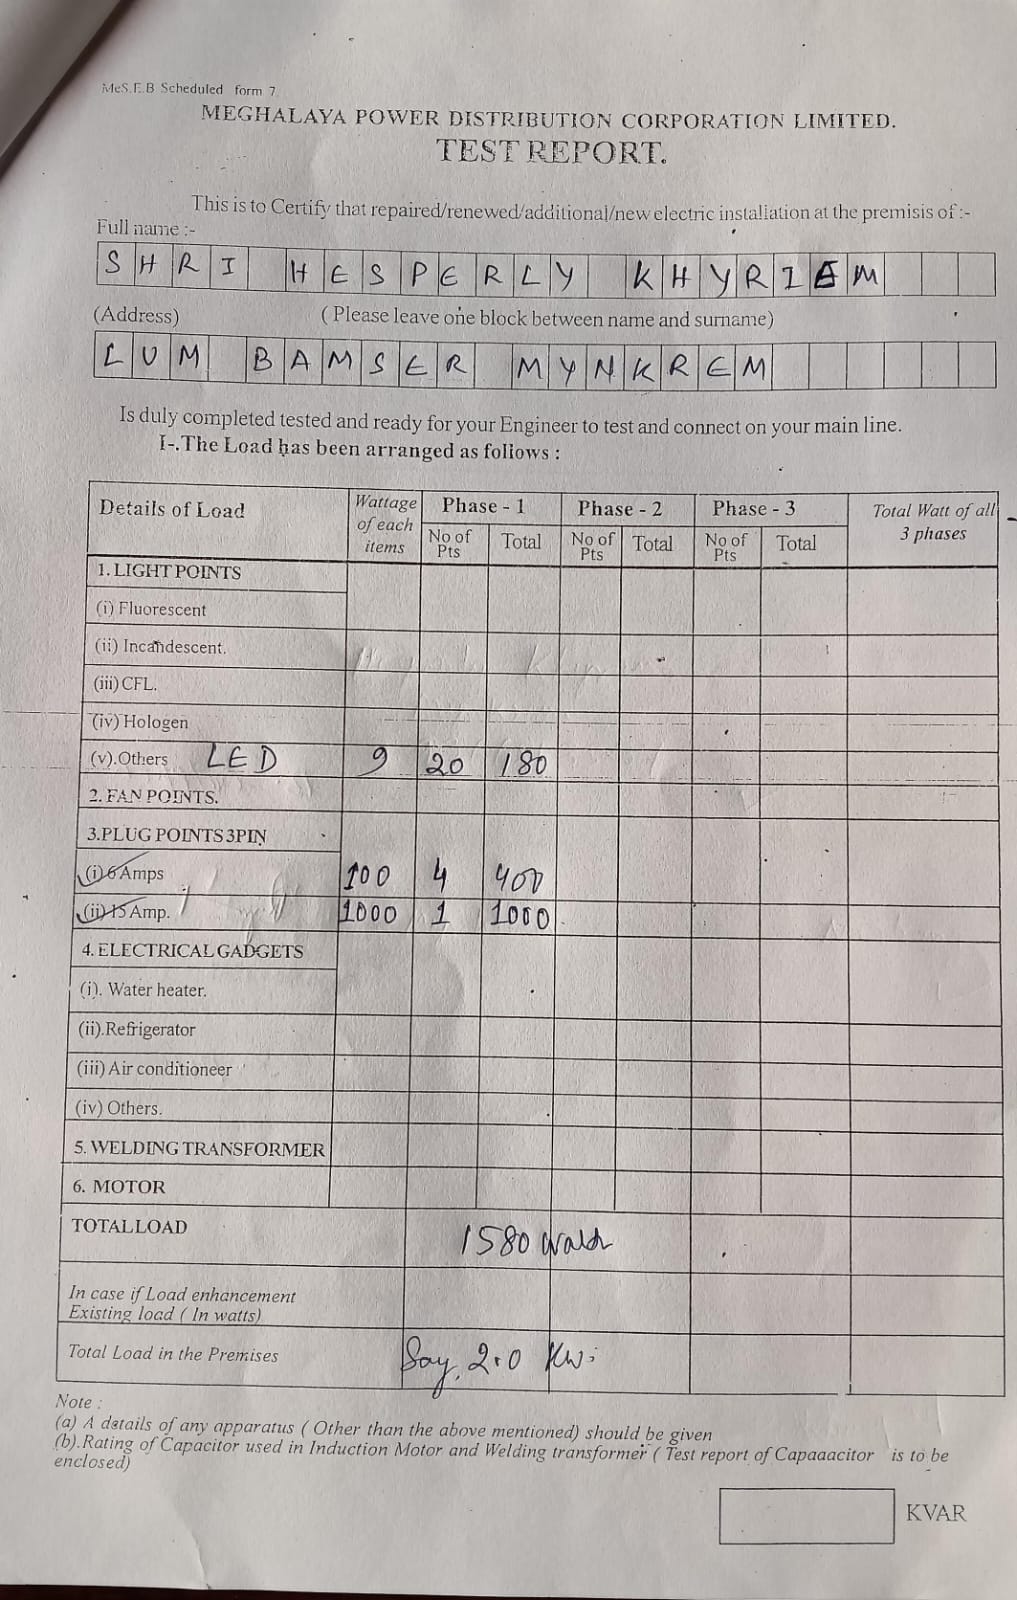 MeS.E.B Scheduled form 7
MEGHALAYA POWER DISTRIBUTION CORPORATION LIMITED.
TEST REPORT.
This is to Certify that repaired/renewed/additional/new electric installation at the premisis of :-
Full name :-
SHRI HESPERLY KHYRIEM
(Address) ( Please leave one block between name and surname)
LUM BAMSER MYNKREM
Is duly completed tested and ready for your Engineer to test and connect on your main line.
I-.The Load has been arranged as follows :
Details of Load Wattage of each items Phase - 1 Phase - 2 Phase - 3 Total Watt of all 3 phases
No of Pts Total No of Pts Total No of Pts Total
1. LIGHT POINTS
(i) Fluorescent
(ii) Incandescent.
(iii) CFL.
(iv) Hologen
(v).Others LED 9 20 180
2. FAN POINTS.
3.PLUG POINTS 3PIN
(i) 6 Amps 100 4 400
(ii) 15 Amp. 1000 1 1000
4. ELECTRICAL GADGETS
(i). Water heater.
(ii).Refrigerator
(iii) Air conditioneer
(iv) Others.
5. WELDING TRANSFORMER
6. MOTOR
TOTAL LOAD 1580
In case if Load enhancement
Existing load ( In watts)
Total Load in the Premises Say, 2.0 KW
Note :
(a) A details of any apparatus ( Other than the above mentioned) should be given
(b).Rating of Capacitor used in Induction Motor and Welding transformer ( Test report of Capaaacitor is to be
enclosed)
KVAR